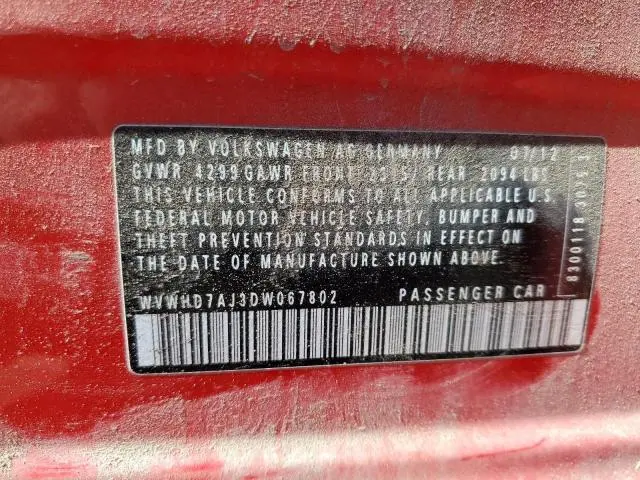 MFD BY VOLKSWAGEN AG GERMANY 07/12
GVWR 4299 GAWR FRONT REAR 2094 LBS
THIS VEHICLE CONFORMS TO ALL APPLICABLE U.S.
FEDERAL MOTOR VEHICLE SAFETY, BUMPER AND
THEFT PREVENTION STANDARDS IN EFFECT ON
THE DATE OF MANUFACTURE SHOWN ABOVE.
WVWHD7AJ3DW067802 PASSENGER CAR
8300118